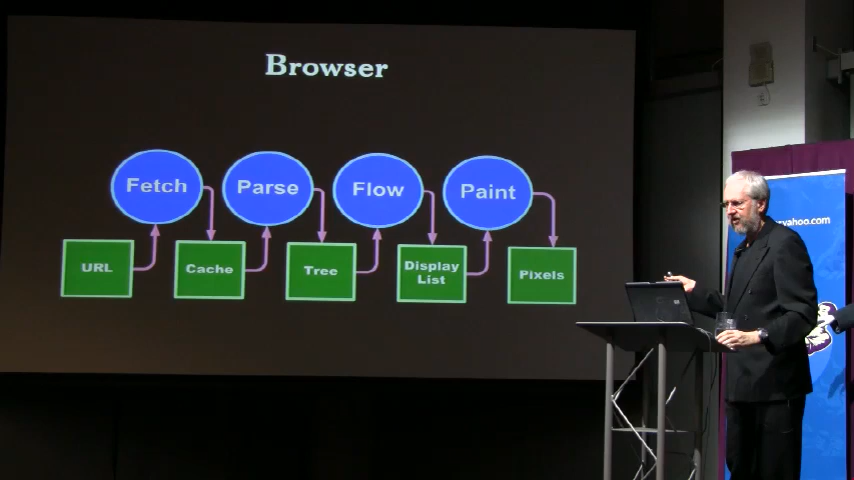 Browser
Fetch
Parse
Flow
Paint
URL
Cache
Tree
Display
List
Pixels
yahoo.com